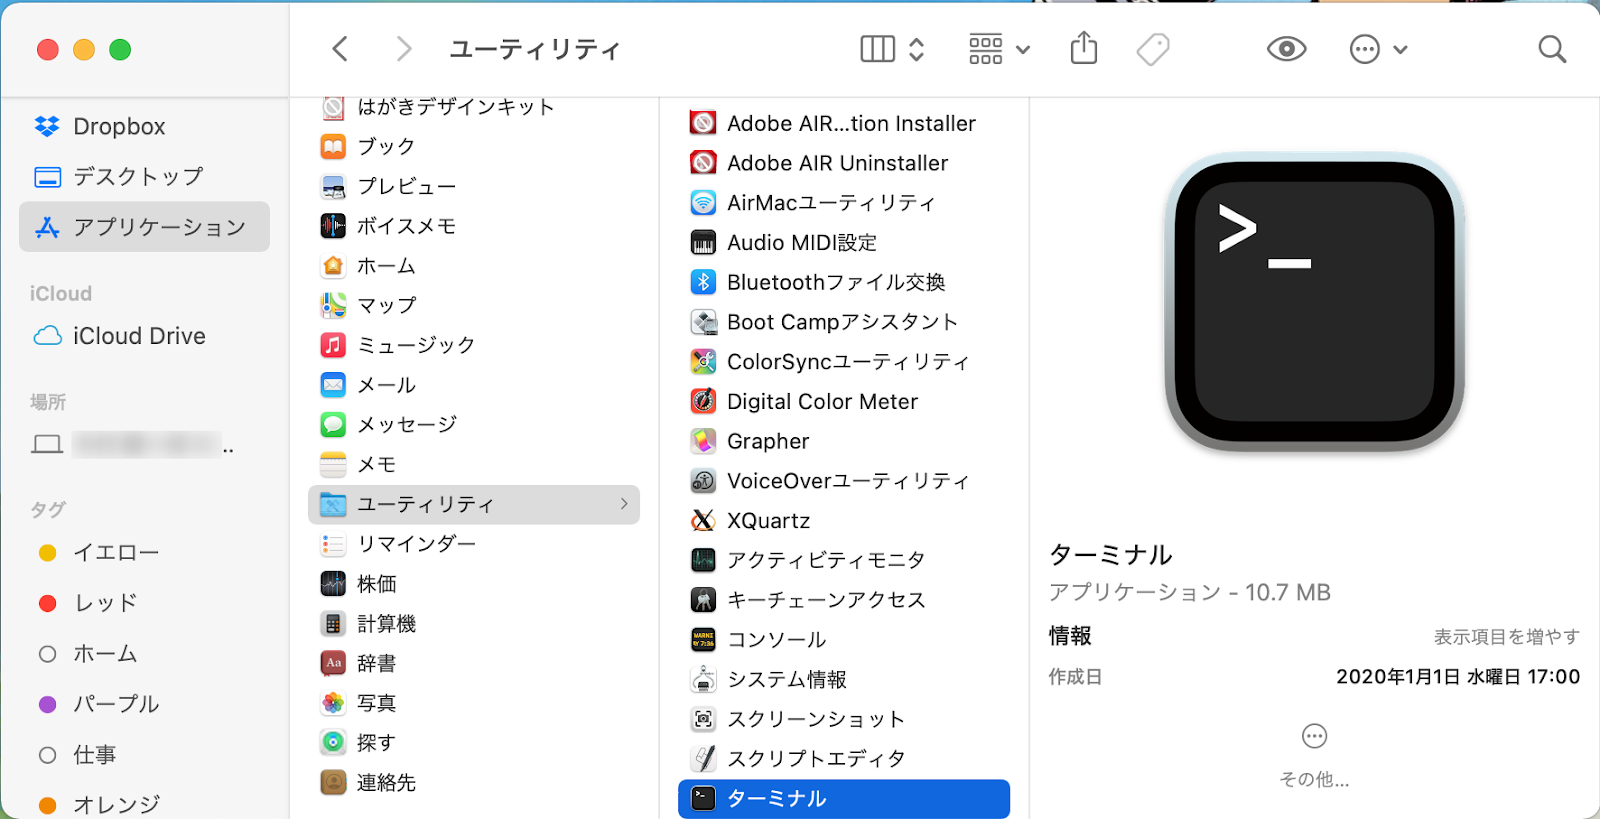 ユーティリティ
Dropbox
デスクトップ
アプリケーション
iCloud
iCloud Drive
場所
..
タグ
イエロー
レッド
ホーム
パープル
仕事
オレンジ
はがきデザインキット
ブック
プレビュー
ボイスメモ
ホーム
マップ
ミュージック
メール
メッセージ
メモ
ユーティリティ
リマインダー
株価
計算機
辞書
写真
探す
連絡先
Adobe AIR...tion Installer
Adobe AIR Uninstaller
AirMacユーティリティ
Audio MIDI設定
Bluetoothファイル交換
Boot Campアシスタント
ColorSyncユーティリティ
Digital Color Meter
Grapher
VoiceOverユーティリティ
XQuartz
アクティビティモニタ
キーチェーンアクセス
コンソール
システム情報
スクリーンショット
スクリプトエディタ
ターミナル
>_
ターミナル
アプリケーション - 10.7 MB
情報 表示項目を増やす
作成日 2020年1月1日 水曜日 17:00
その他...